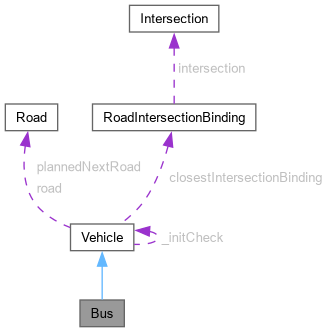 Intersection
intersection
Road
RoadIntersectionBinding
plannedNextRoad
road
closestIntersectionBinding
Vehicle
_initCheck
Bus